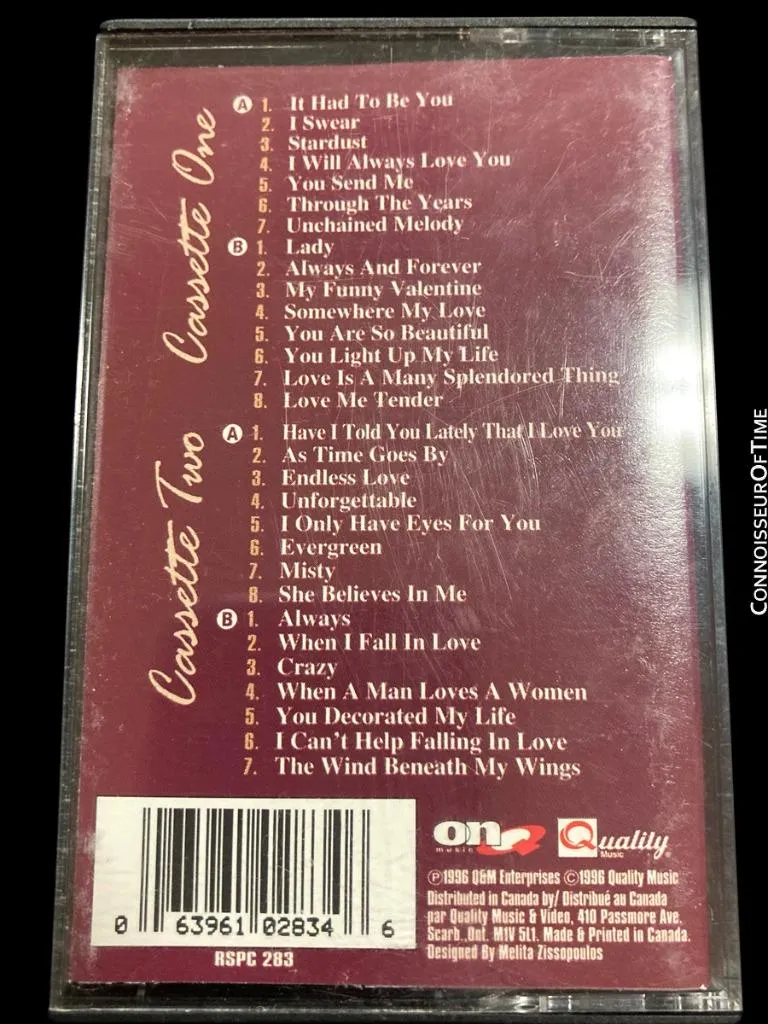 Cassette One
A 1. It Had To Be You
2. I Swear
3. Stardust
4. I Will Always Love You
5. You Send Me
6. Through The Years
7. Unchained Melody
B 1. Lady
2. Always And Forever
3. My Funny Valentine
4. Somewhere My Love
5. You Are So Beautiful
6. You Light Up My Life
7. Love Is A Many Splendored Thing
8. Love Me Tender
Cassette Two
A 1. Have I Told You Lately That I Love You
2. As Time Goes By
3. Endless Love
4. Unforgettable
5. I Only Have Eyes For You
6. Evergreen
7. Misty
8. She Believes In Me
B 1. Always
2. When I Fall In Love
3. Crazy
4. When A Man Loves A Women
5. You Decorated My Life
6. I Can't Help Falling In Love
7. The Wind Beneath My Wings
0 63961 02834 6
RSPC 283
on music
Quality Music
℗1996 Q&M Enterprises ©1996 Quality Music
Distributed in Canada by/ Distribué au Canada
par Quality Music & Video, 410 Passmore Ave.
Scarb.,Ont. M1V 5L1. Made & Printed in Canada.
Designed By Melita Zissopoulos
CONNOISSEUROFTIME